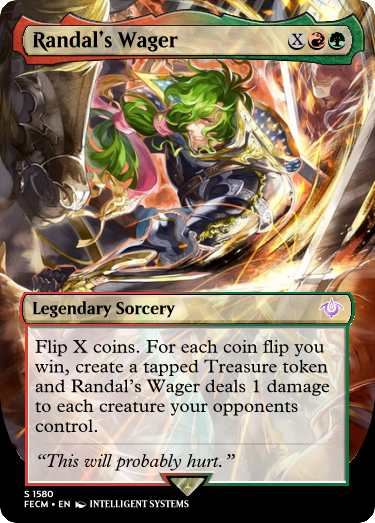 Randal's Wager X
Legendary Sorcery
Flip X coins. For each coin flip you
win, create a tapped Treasure token
and Randal's Wager deals 1 damage
to each creature your opponents
control.
“This will probably hurt.”
S 1580
FECM • EN INTELLIGENT SYSTEMS